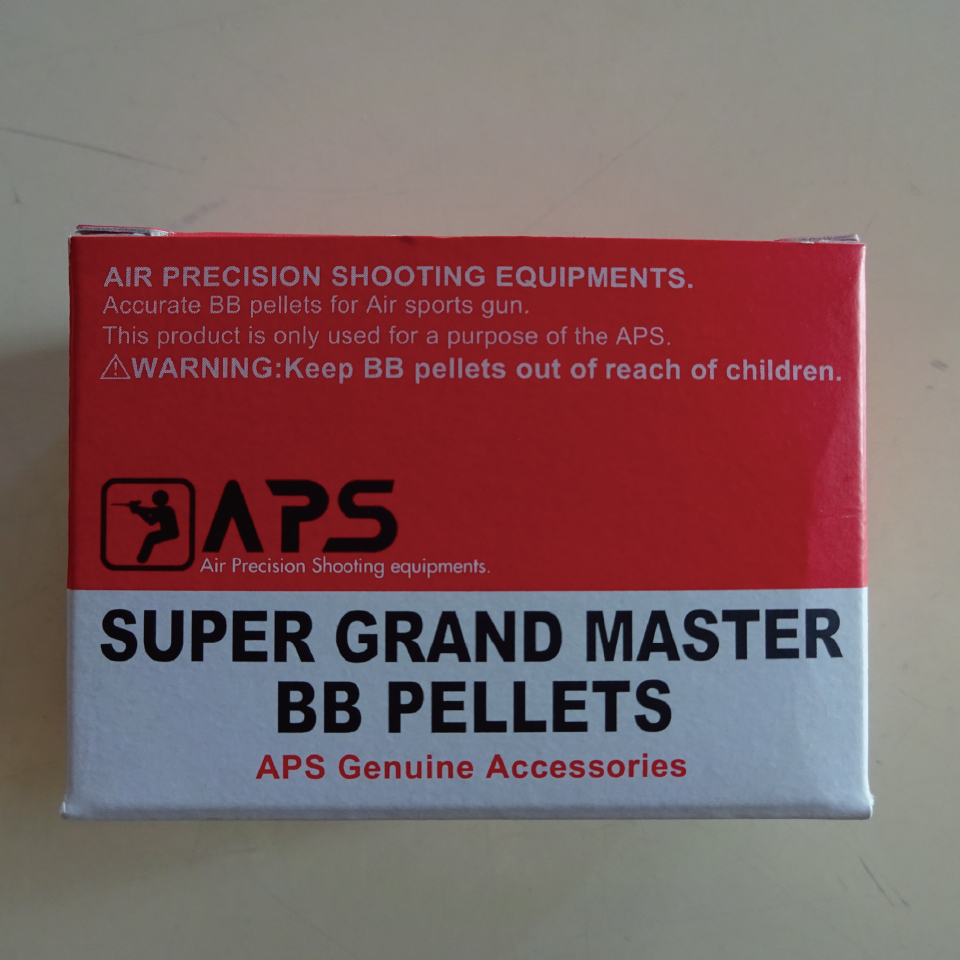 AIR PRECISION SHOOTING EQUIPMENTS.
Accurate BB pellets for Air sports gun.
This product is only used for a purpose of the APS.
⚠WARNING:Keep BB pellets out of reach of children.
APS
Air Precision Shooting equipments.
SUPER GRAND MASTER
BB PELLETS
APS Genuine Accessories